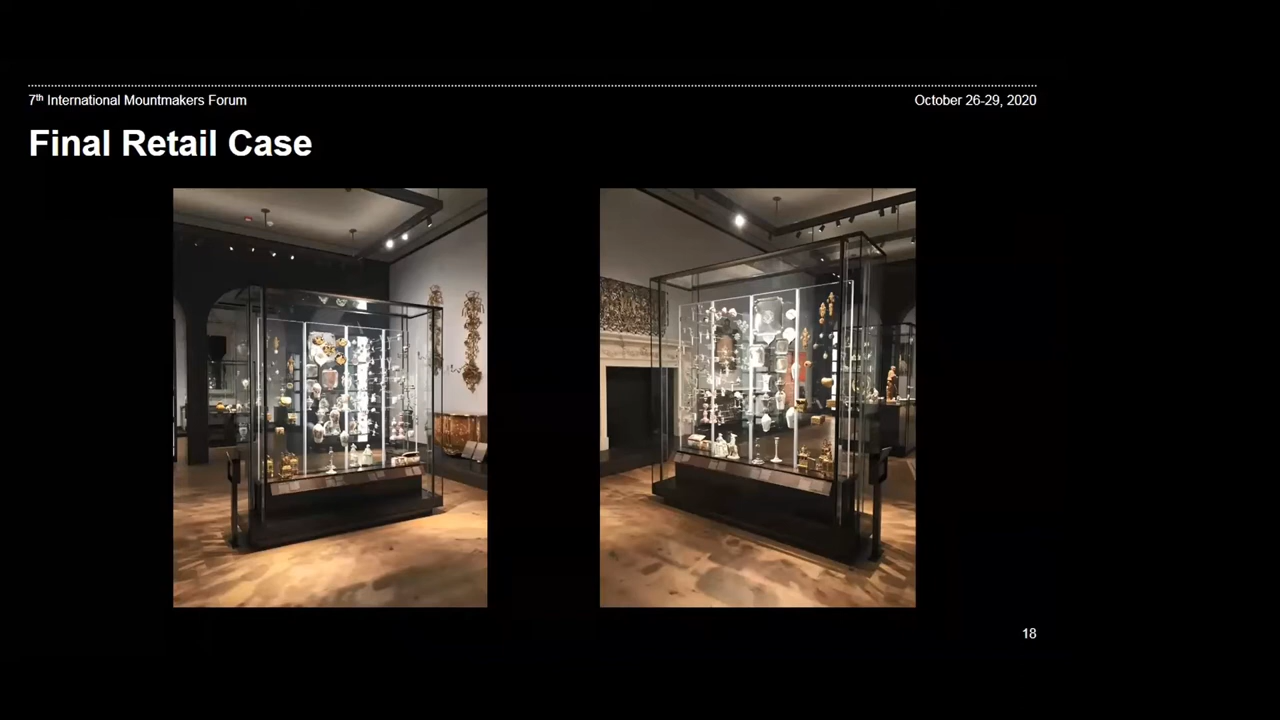 7th International Mountmakers Forum
October 26-29, 2020
Final Retail Case
18